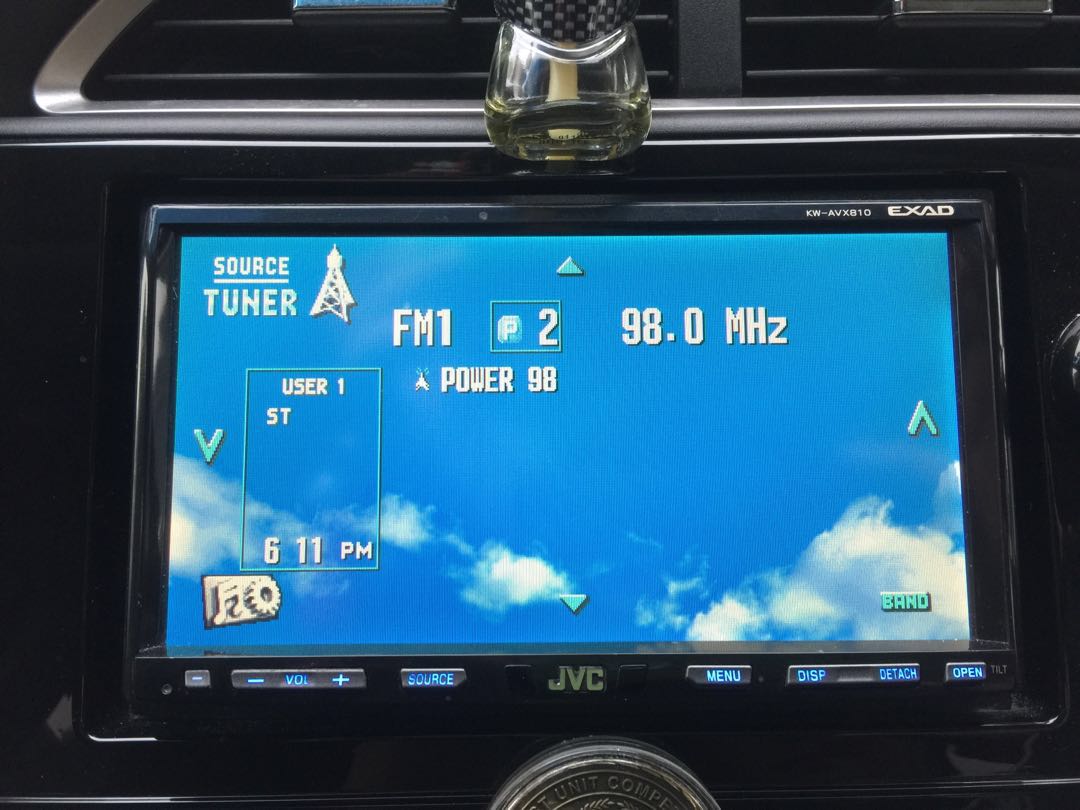 KW-AVX810 EXAD
SOURCE
TUNER
FM1 P 2 98.0 MHz
POWER 98
USER 1
ST
6 11 PM
BAND
VOL SOURCE JVC MENU DISP DETACH OPEN TILT
UNIT